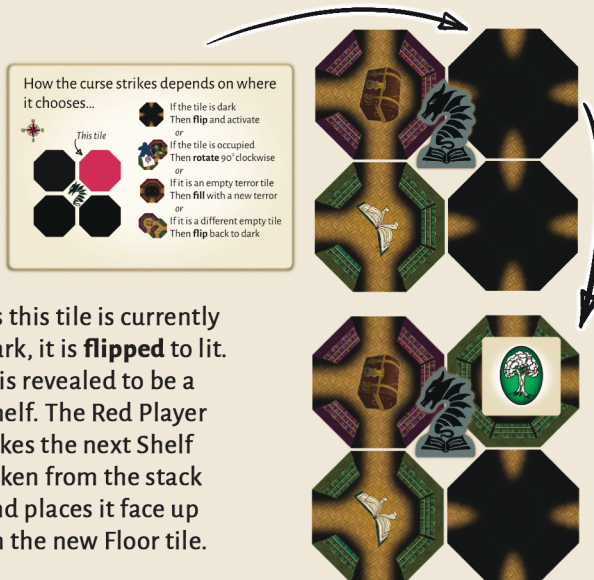 How the curse strikes depends on where
it chooses...
This tile
If the tile is dark
Then flip and activate
or
If the tile is occupied
Then rotate 90° clockwise
or
If it is an empty terror tile
Then fill with a new terror
or
If it is a different empty tile
Then flip back to dark
s this tile is currently
ark, it is flipped to lit.
is revealed to be a
helf. The Red Player
kes the next Shelf
ken from the stack
nd places it face up
n the new Floor tile.